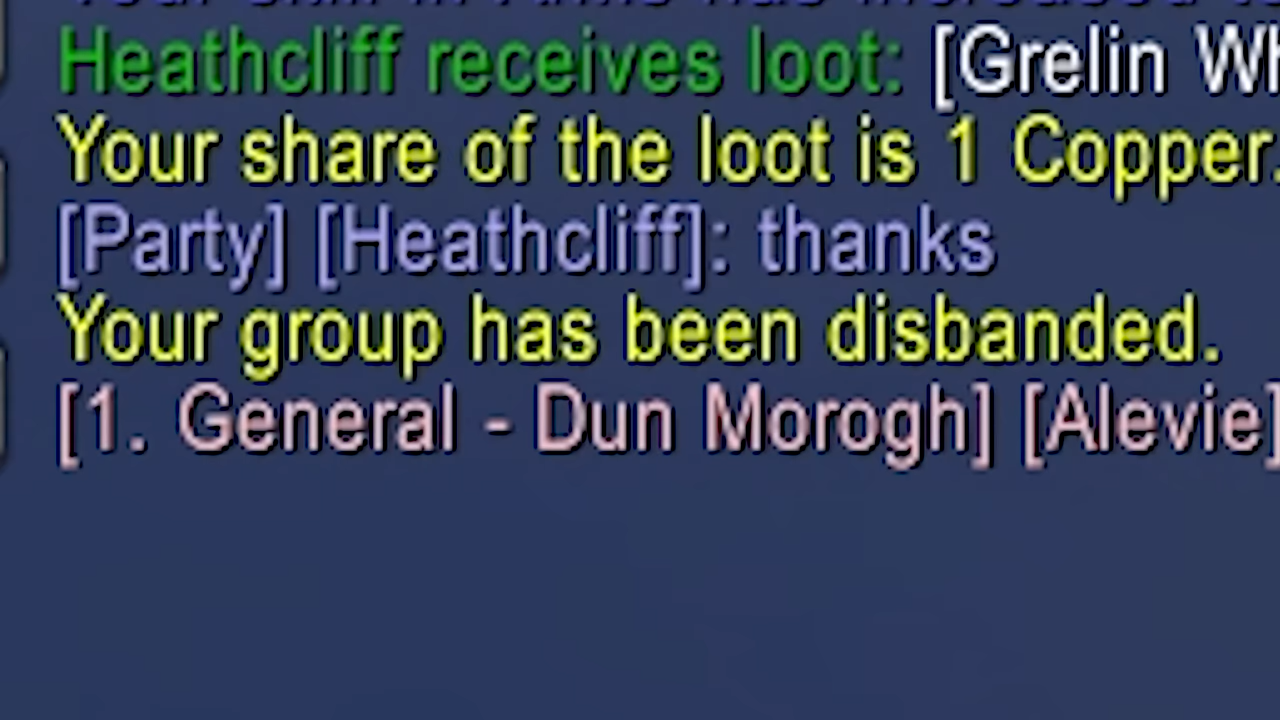 Heathcliff receives loot: [Grelin
Your share of the loot is 1 Copper.
[Party] [Heathcliff]: thanks
Your group has been disbanded.
[1. General - Dun Morogh] [Alevie]